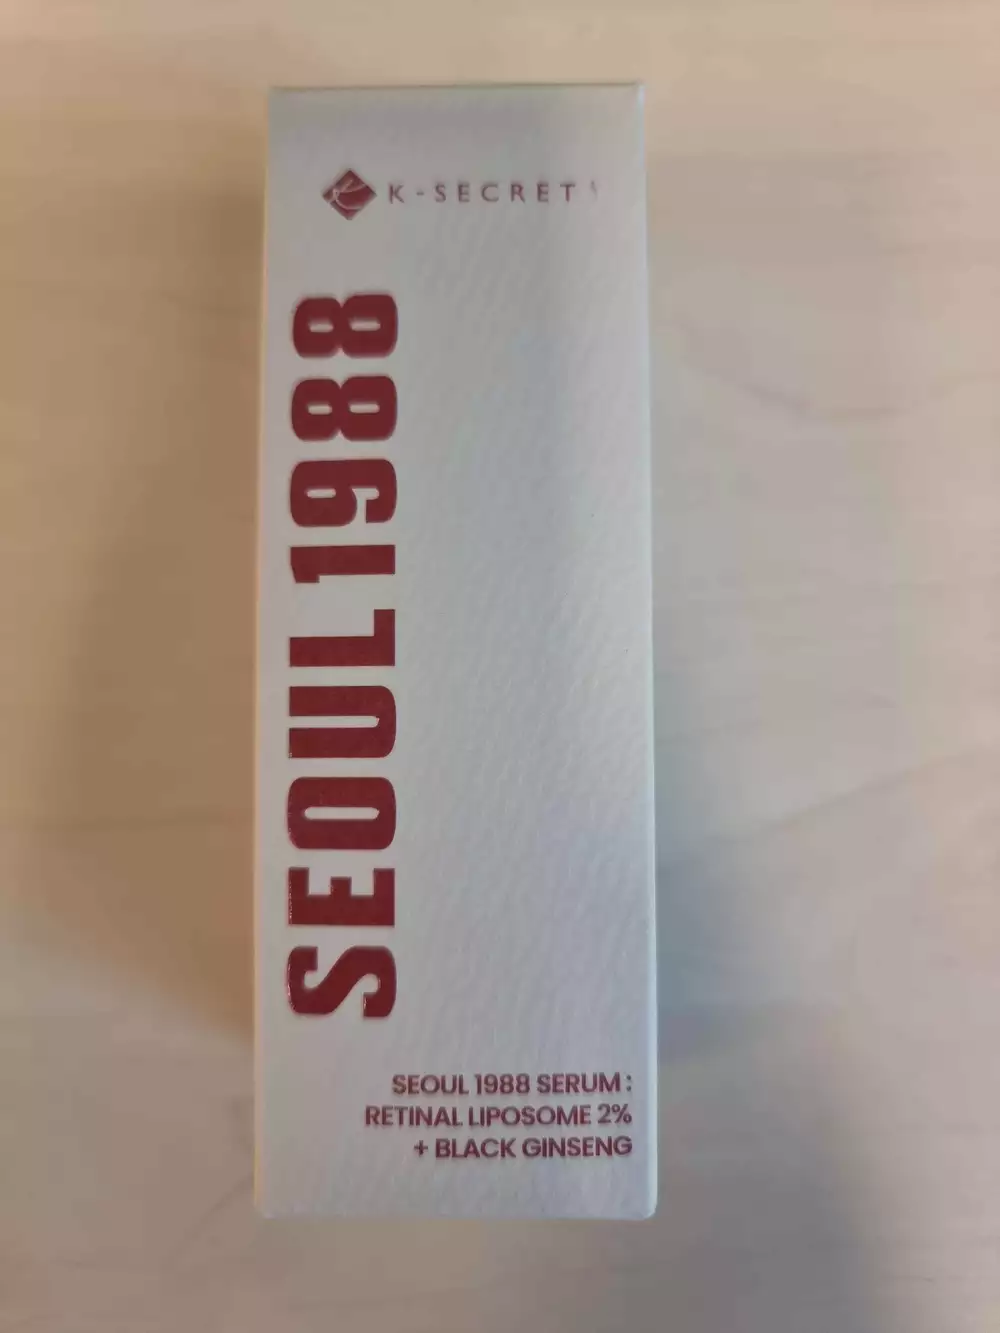 K-SECRET
SEOUL1988
SEOUL 1988 SERUM :
RETINAL LIPOSOME 2%
+ BLACK GINSENG